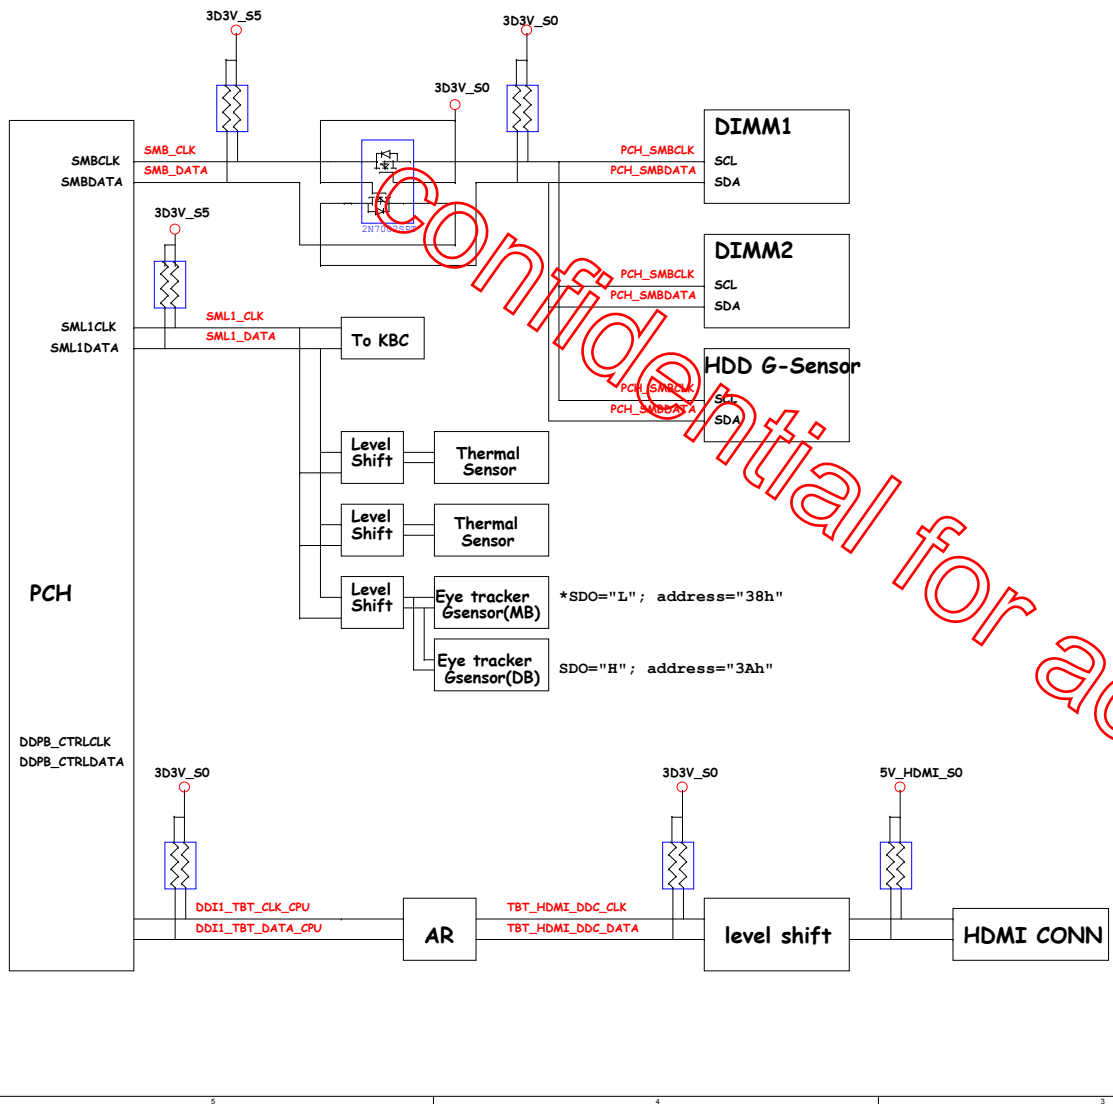 3D3V_S5
3D3V_S0
3D3V_S0
DIMM1
SMB_CLK
PCH_SMBCLK
SMBCLK
SCL
SMB_DATA
PCH_SMBDATA
SMBDATA
SDA
3D3V_S5
DIMM2
PCH_SMBCLK
SCL
PCH_SMBDATA
SDA
SML1_CLK
SML1CLK
SML1_DATA
SML1DATA
To KBC
HDD G-Sensor
PCH_SMBCLK
SCL
PCH_SMBDATA
SDA
Level
Shift
Thermal
Sensor
Level
Shift
Thermal
Sensor
PCH
Level
Shift
Eye tracker
Gsensor(MB)
*SDO="L"; address="38h"
Eye tracker
Gsensor(DB)
SDO="H"; address="3Ah"
DDPB_CTRLCLK
DDPB_CTRLDATA
3D3V_S0
3D3V_S0
5V_HDMI_S0
DDI1_TBT_CLK_CPU
TBT_HDMI_DDC_CLK
DDI1_TBT_DATA_CPU
TBT_HDMI_DDC_DATA
AR
level shift
HDMI CONN
Confidential for
5
4
3